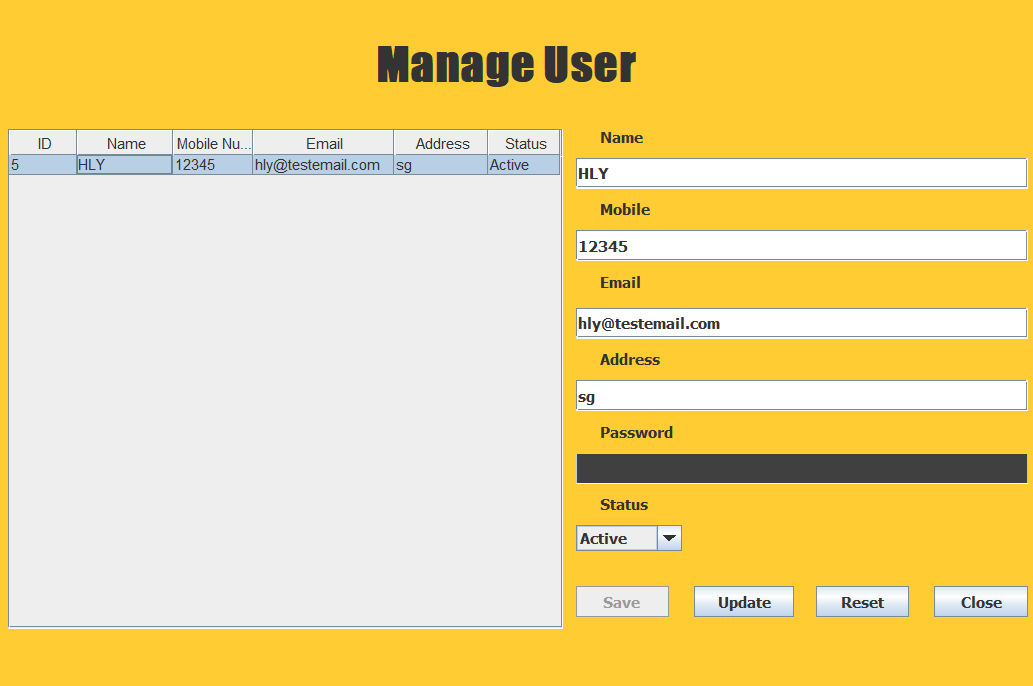 Manage User
ID Name Mobile Nu... Email Address Status
5 HLY 12345 hly@testemail.com sg Active
Name
HLY
Mobile
12345
Email
hly@testemail.com
Address
sg
Password
Status
Active
Save Update Reset Close